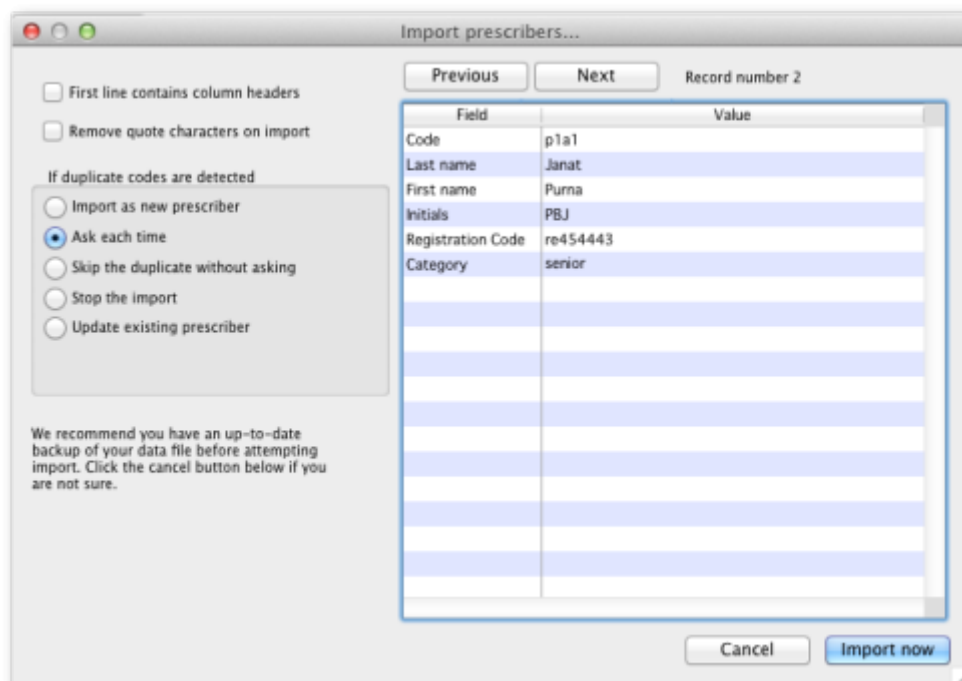 Import prescribers...
First line contains column headers
Remove quote characters on import
If duplicate codes are detected
Import as new prescriber
Ask each time
Skip the duplicate without asking
Stop the import
Update existing prescriber
We recommend you have an up-to-date
backup of your data file before attempting
import. Click the cancel button below if you
are not sure.
Previous Next Record number 2
Field Value
Code p1a1
Last name Janat
First name Purna
Initials PBJ
Registration Code re454443
Category senior
Cancel Import now